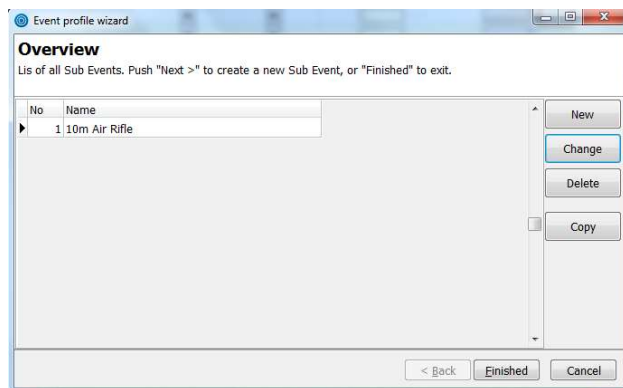 Event profile wizard
Overview
Lis of all Sub Events. Push "Next >" to create a new Sub Event, or "Finished" to exit.
No Name
1 10m Air Rifle
New
Change
Delete
Copy
< Back Finished Cancel